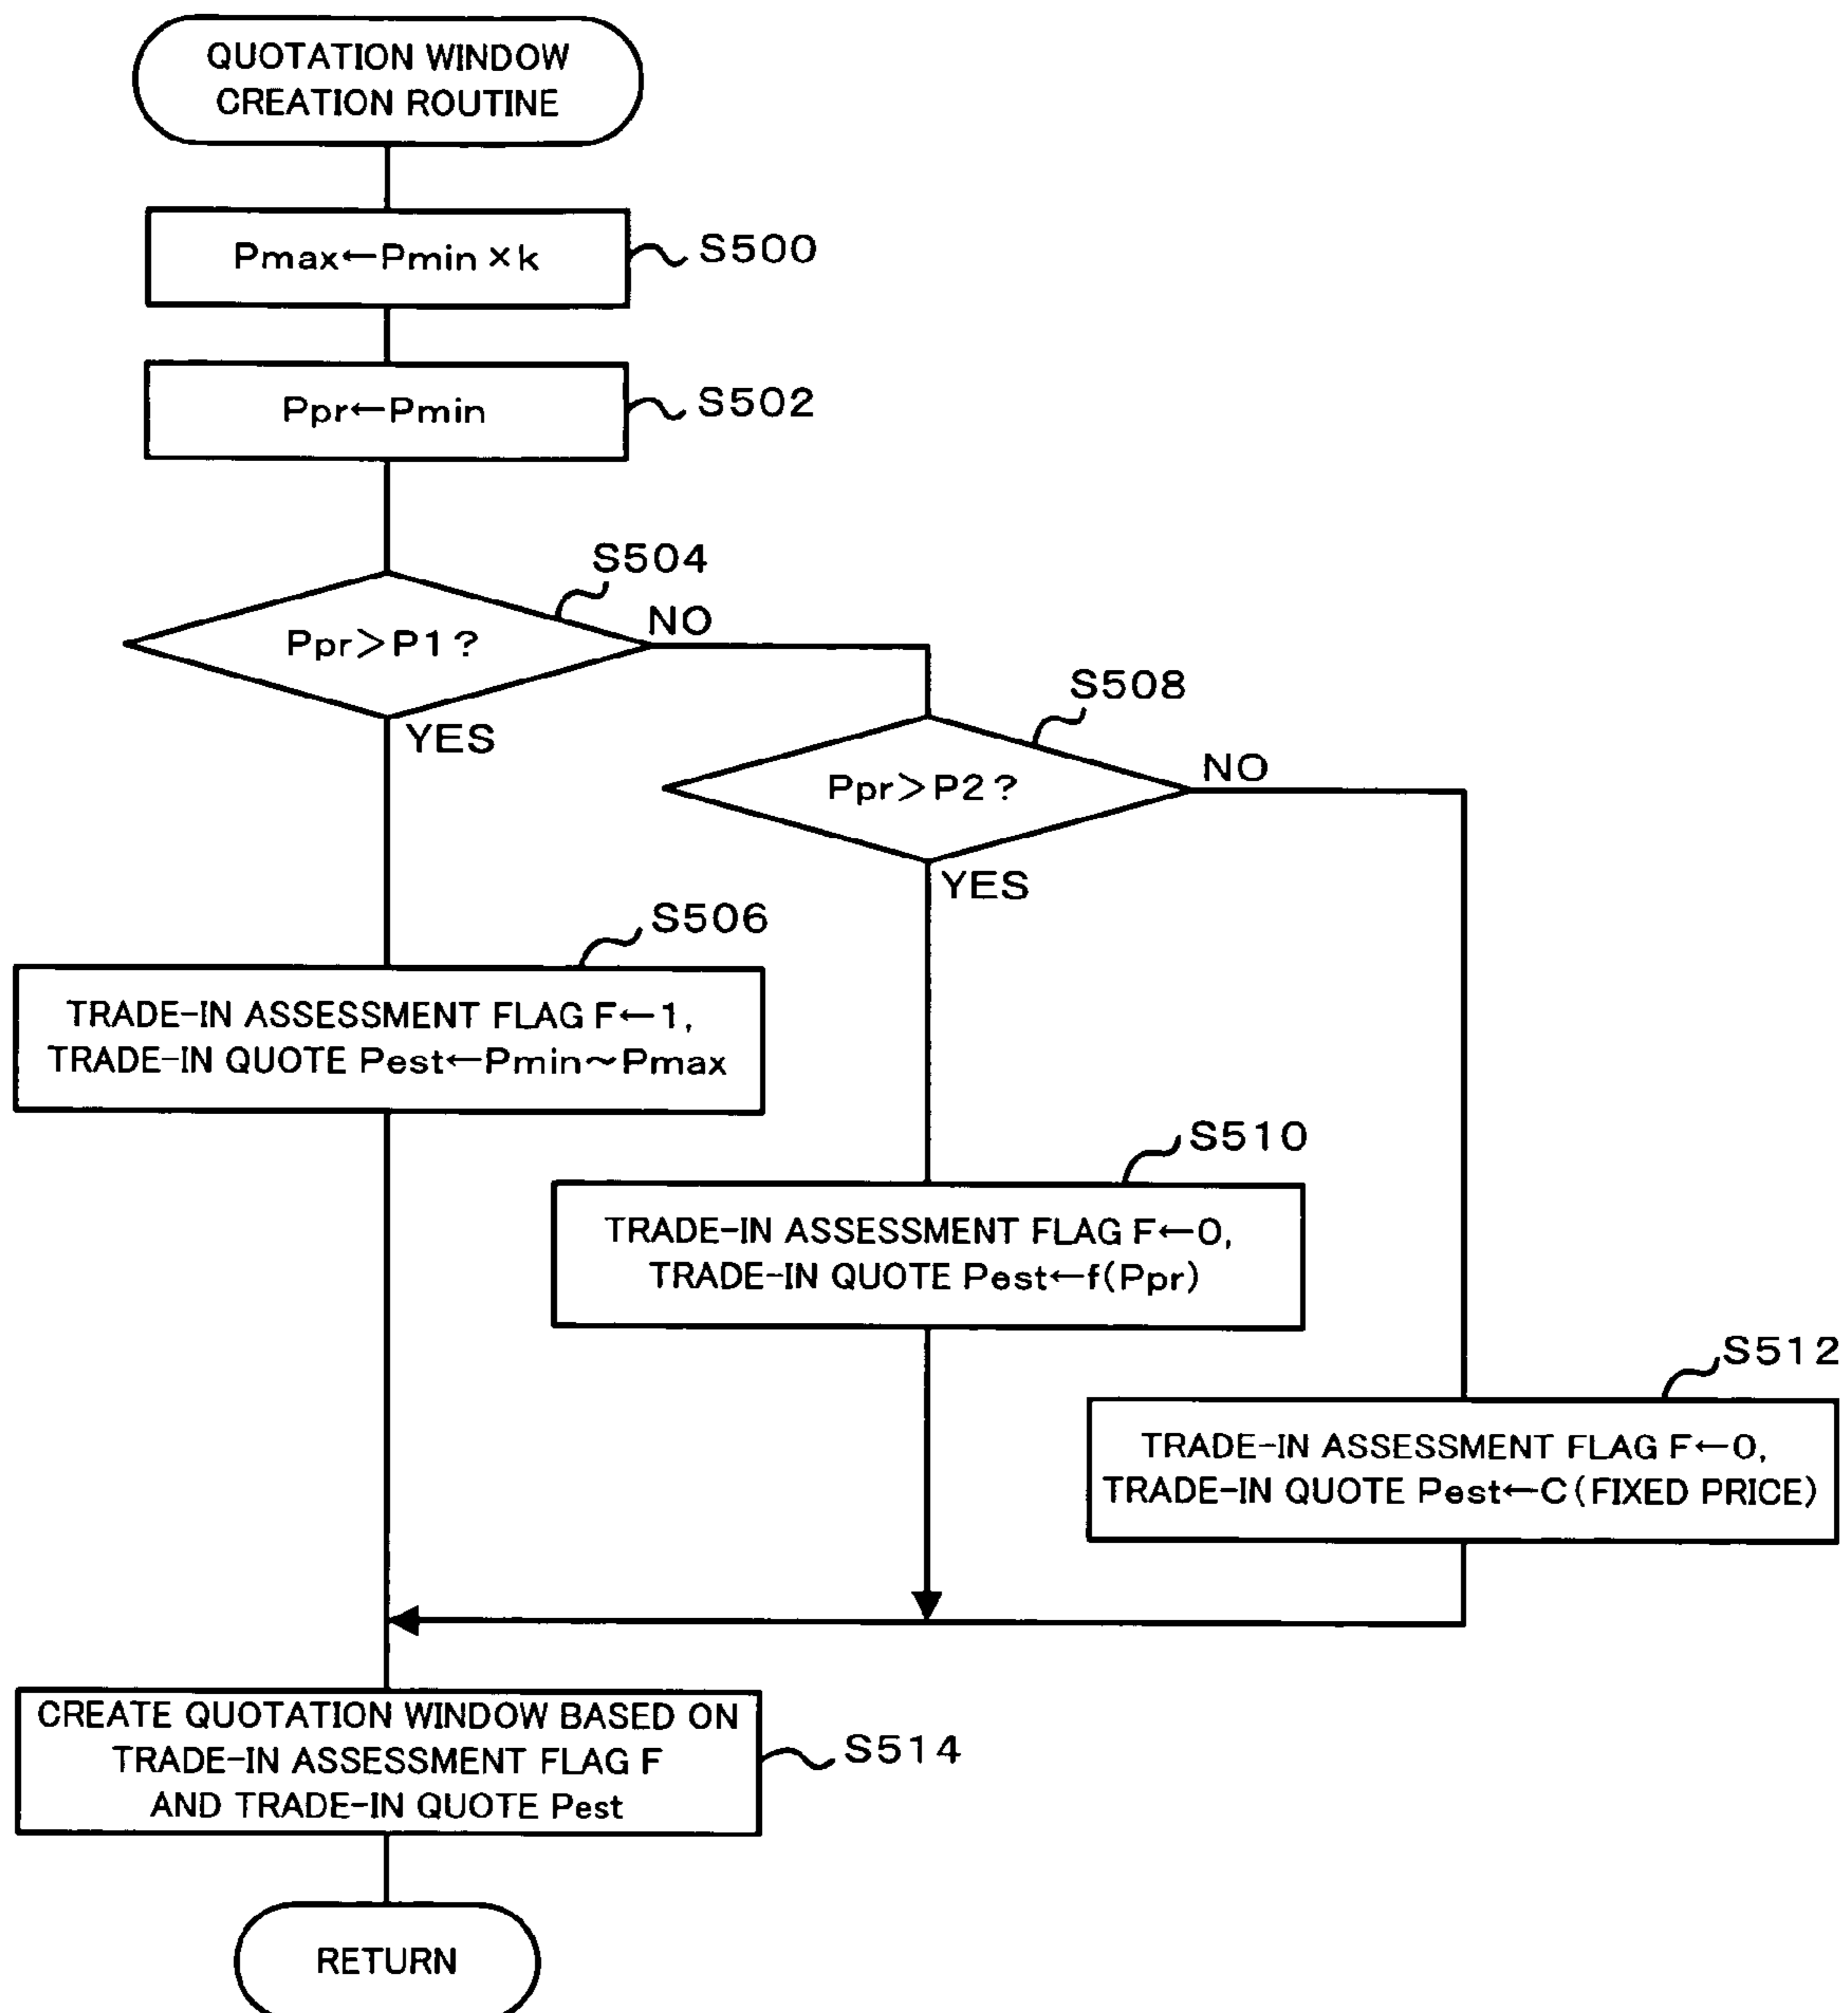 QUOTATION WINDOW
CREATION ROUTINE
Pmax←Pmin×k
S500
Ppr←Pmin
S502
S504
Ppr>P1?
NO
YES
S508
Ppr>P2?
NO
YES
S506
TRADE-IN ASSESSMENT FLAG F←1,
TRADE-IN QUOTE Pest←Pmin~Pmax
S510
TRADE-IN ASSESSMENT FLAG F←0,
TRADE-IN QUOTE Pest←f(Ppr)
S512
TRADE-IN ASSESSMENT FLAG F←0,
TRADE-IN QUOTE Pest←C(FIXED PRICE)
CREATE QUOTATION WINDOW BASED ON
TRADE-IN ASSESSMENT FLAG F
AND TRADE-IN QUOTE Pest
S514
RETURN